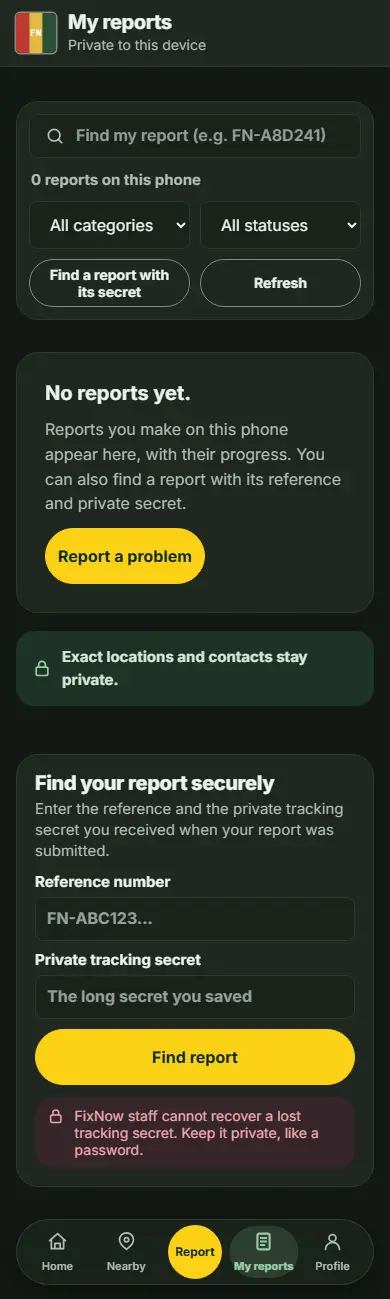 FN
My reports
Private to this device
Find my report (e.g. FN-A8D241)
0 reports on this phone
All categories
All statuses
Find a report with
its secret
Refresh
No reports yet.
Reports you make on this phone
appear here, with their progress. You
can also find a report with its reference
and private secret.
Report a problem
Exact locations and contacts stay
private.
Find your report securely
Enter the reference and the private tracking
secret you received when your report was
submitted.
Reference number
FN-ABC123...
Private tracking secret
The long secret you saved
Find report
FixNow staff cannot recover a lost
tracking secret. Keep it private, like a
password.
Home
Nearby
Report
My reports
Profile